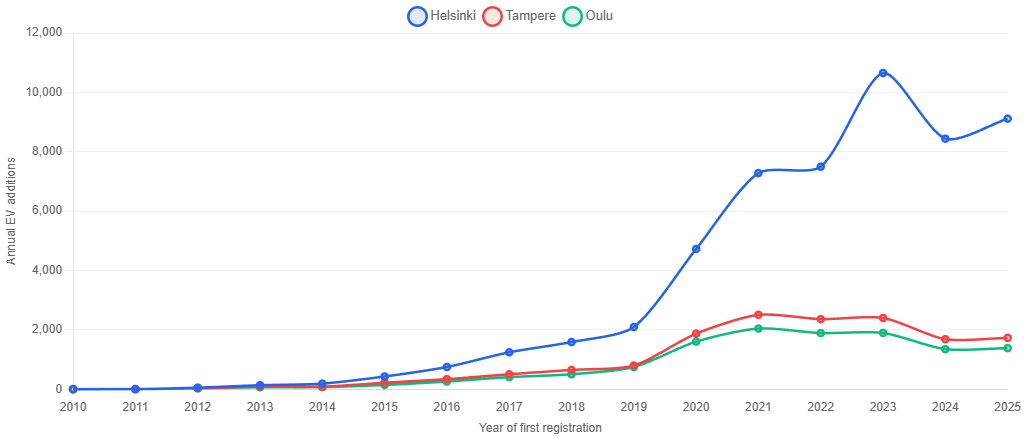 Helsinki Tampere Oulu
12,000
10,000
8,000
6,000
4,000
2,000
0
Annual EV additions
2010 2011 2012 2013 2014 2015 2016 2017 2018 2019 2020 2021 2022 2023 2024 2025
Year of first registration